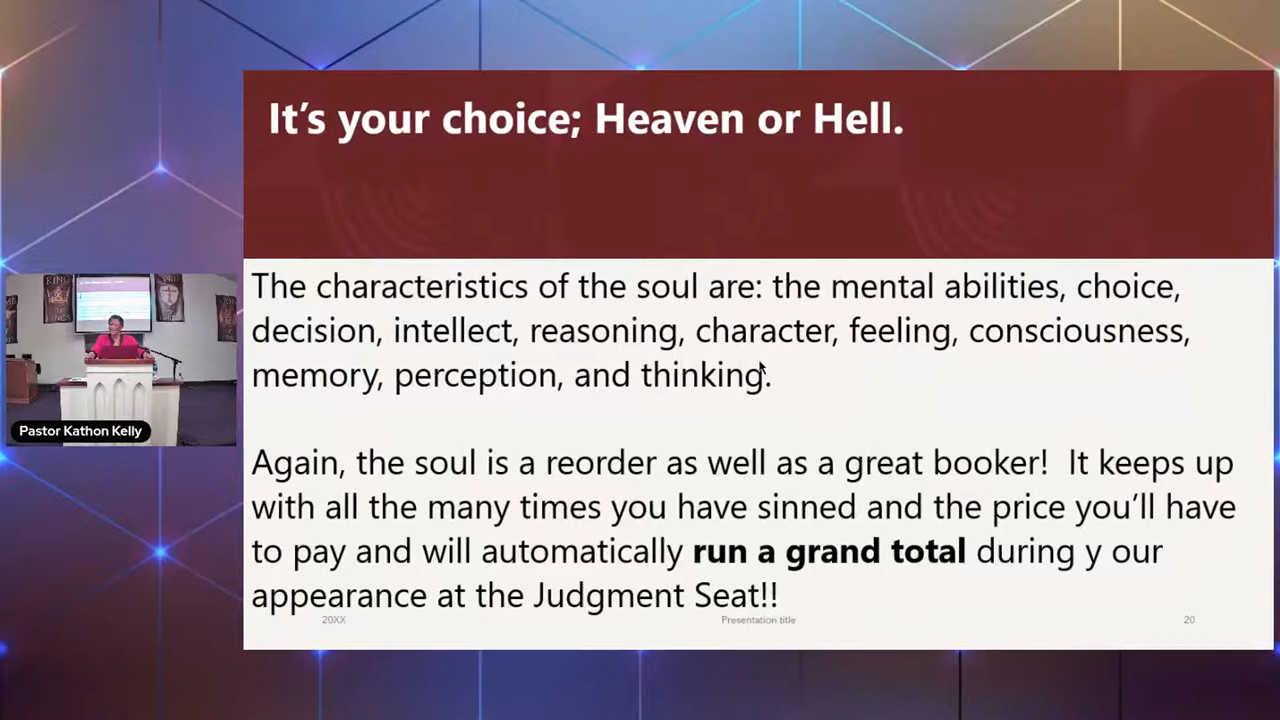 It's your choice; Heaven or Hell.
The characteristics of the soul are: the mental abilities, choice,
decision, intellect, reasoning, character, feeling, consciousness,
memory, perception, and thinking.
Again, the soul is a reorder as well as a great booker!  It keeps up
with all the many times you have sinned and the price you'll have
to pay and will automatically run a grand total during y our
appearance at the Judgment Seat!!
20XX
Presentation title
20
KING
OF
KINGS
Pastor Kathon Kelly